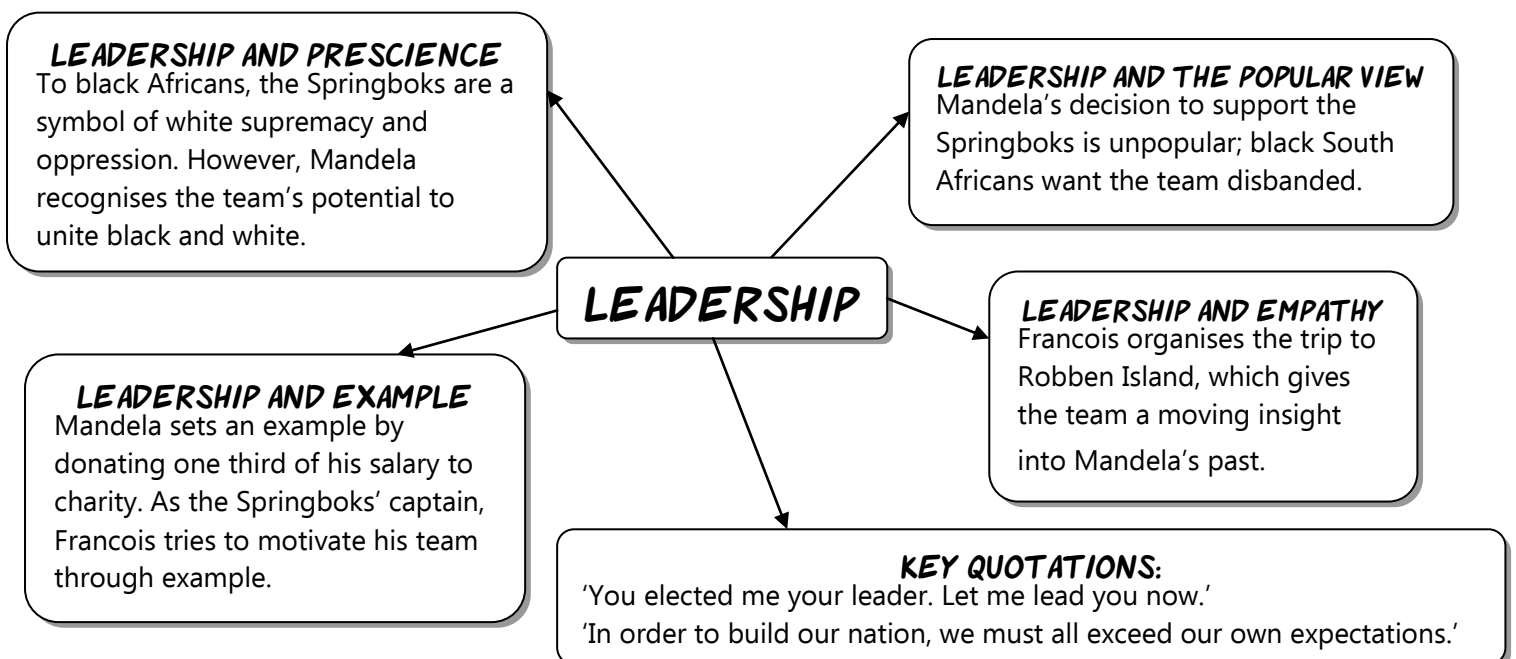 LEADERSHIP AND PRESCIENCE
To black Africans, the Springboks are a
symbol of white supremacy and
oppression. However, Mandela
recognises the team’s potential to
unite black and white.
LEADERSHIP AND THE POPULAR VIEW
Mandela’s decision to support the
Springboks is unpopular; black South
Africans want the team disbanded.
LEADERSHIP
LEADERSHIP AND EMPATHY
Francois organises the trip to
Robben Island, which gives
the team a moving insight
into Mandela’s past.
LEADERSHIP AND EXAMPLE
Mandela sets an example by
donating one third of his salary to
charity. As the Springboks’ captain,
Francois tries to motivate his team
through example.
KEY QUOTATIONS:
‘You elected me your leader. Let me lead you now.’
‘In order to build our nation, we must all exceed our own expectations.’